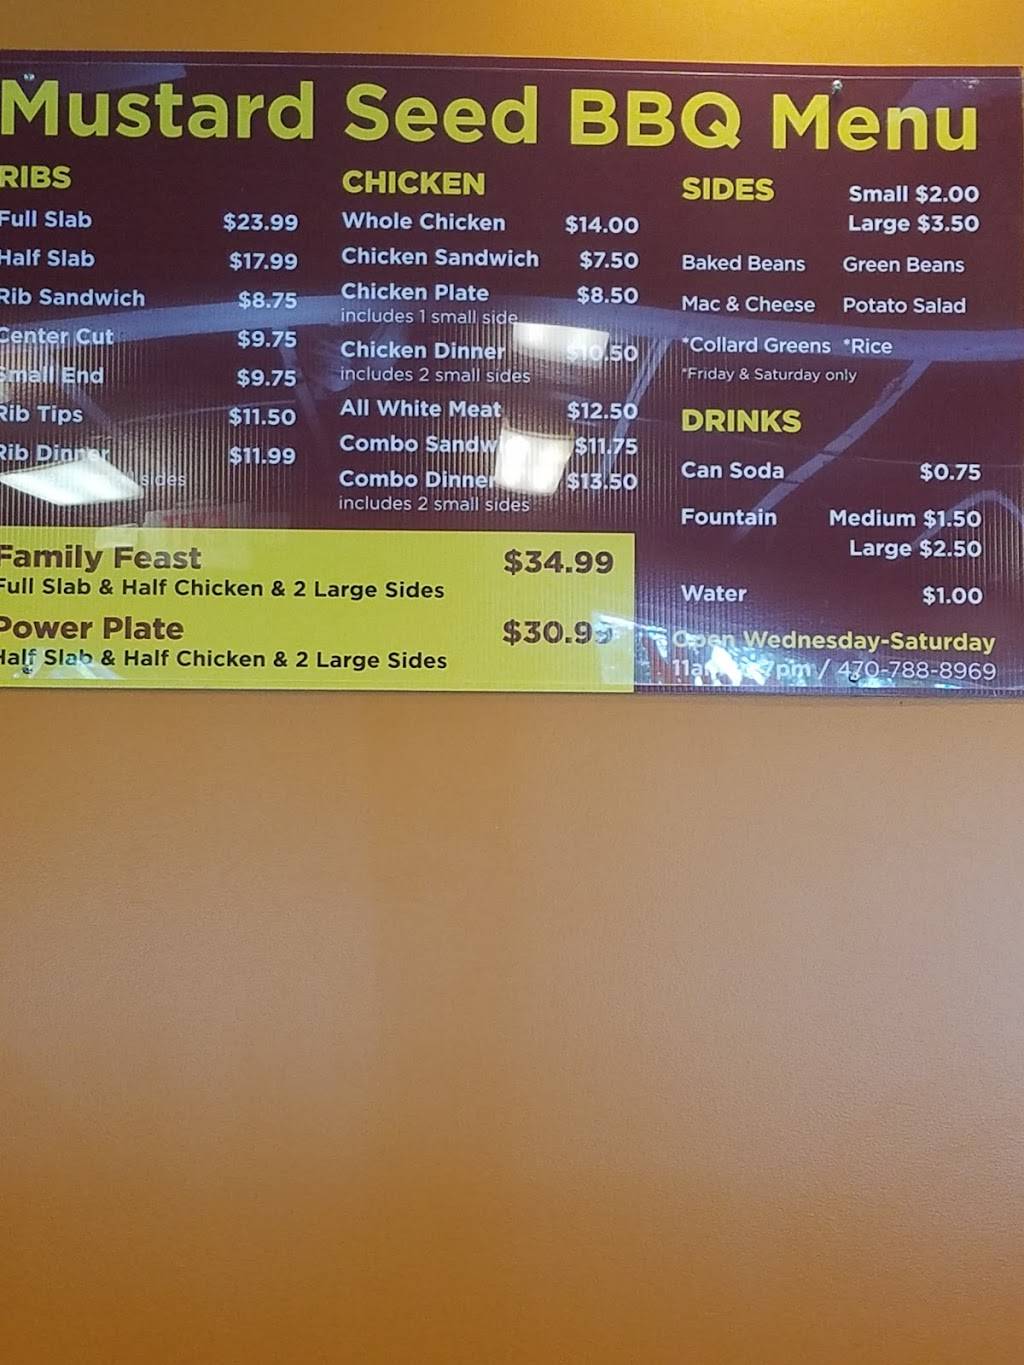 Mustard Seed BBQ Menu
RIBS
Full Slab $23.99
Half Slab $17.99
Rib Sandwich $8.75
Center Cut $9.75
Small End $9.75
Rib Tips $11.50
Rib Dinner $11.99
sides
CHICKEN
Whole Chicken $14.00
Chicken Sandwich $7.50
Chicken Plate $8.50
includes 1 small side
Chicken Dinner $10.50
includes 2 small sides
All White Meat $12.50
Combo Sandw $11.75
Combo Dinner $13.50
includes 2 small sides
SIDES Small $2.00
Large $3.50
Baked Beans Green Beans
Mac & Cheese Potato Salad
*Collard Greens *Rice
*Friday & Saturday only
DRINKS
Can Soda $0.75
Fountain Medium $1.50
Large $2.50
Water $1.00
Open Wednesday-Saturday
7pm / 470-788-8969
Family Feast $34.99
Full Slab & Half Chicken & 2 Large Sides
Power Plate $30.99
Half Slab & Half Chicken & 2 Large Sides